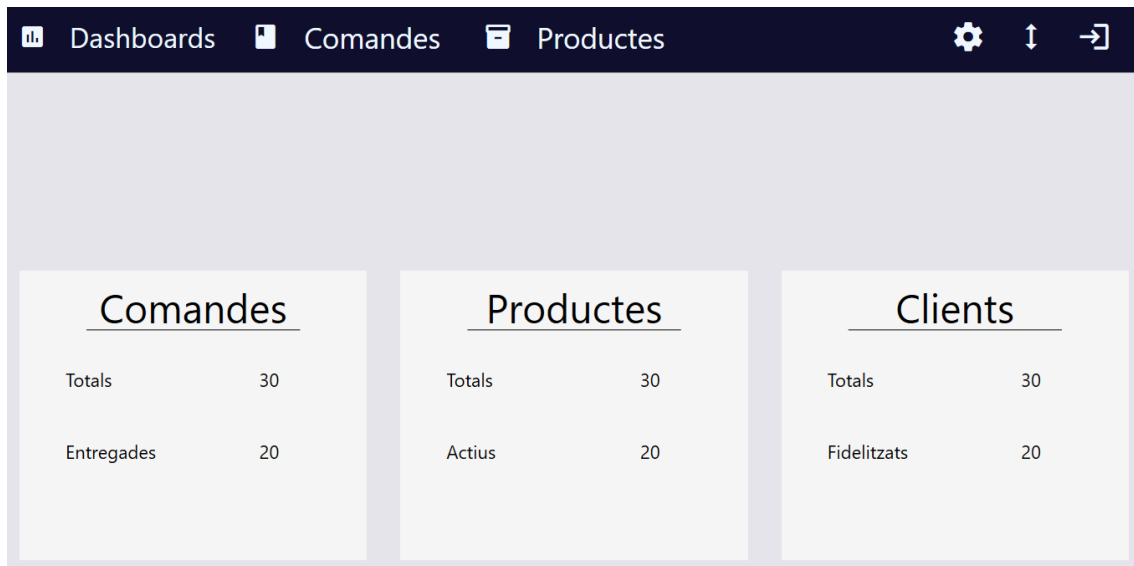 Dashboards Comandes Productes
Comandes
Totals 30
Entregades 20
Productes
Totals 30
Actius 20
Clients
Totals 30
Fidelitzats 20